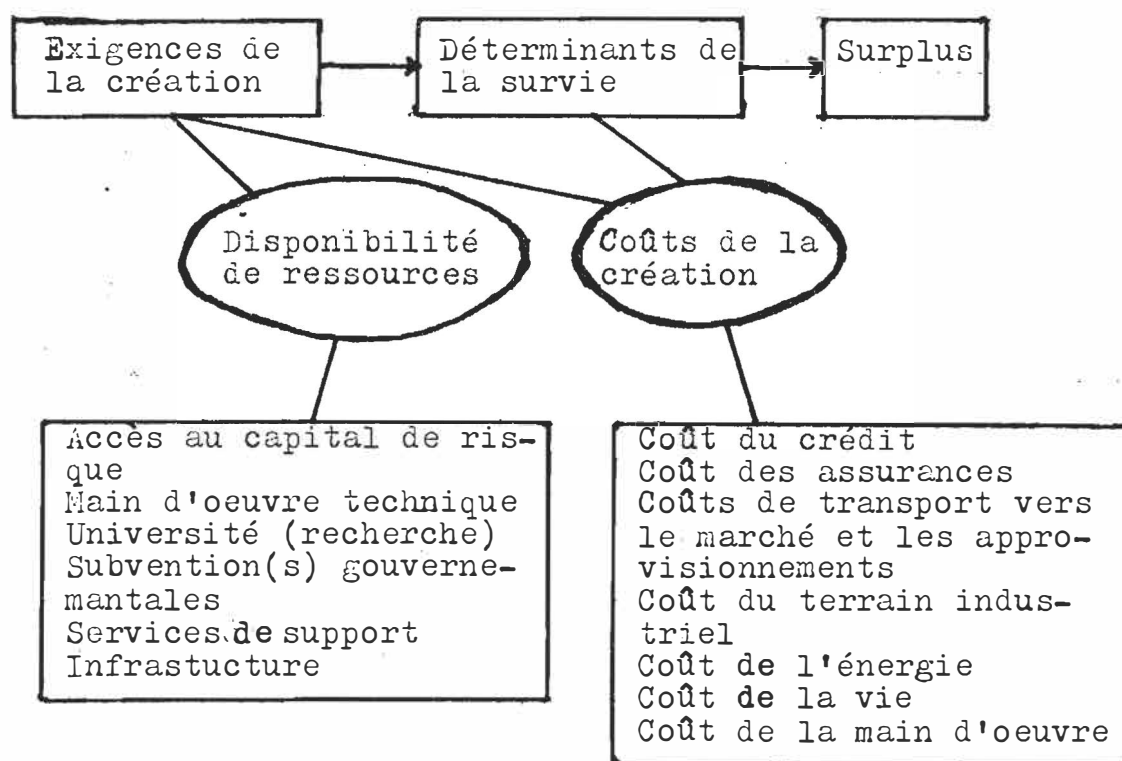 Exigences de
la création
Déterminants de
la survie
Surplus
Disponibilité
de ressources
Coûts de la
création
Accès au capital de ris-
que
Main d'oeuvre technique
Université (recherche)
Subvention(s) gouverne-
mantales
Services de support
Infrastucture
Coût du crédit
Coût des assurances
Coûts de transport vers
le marché et les appro-
visionnements
Coût du terrain indus-
triel
Coût de l'énergie
Coût de la vie
Coût de la main d'oeuvre